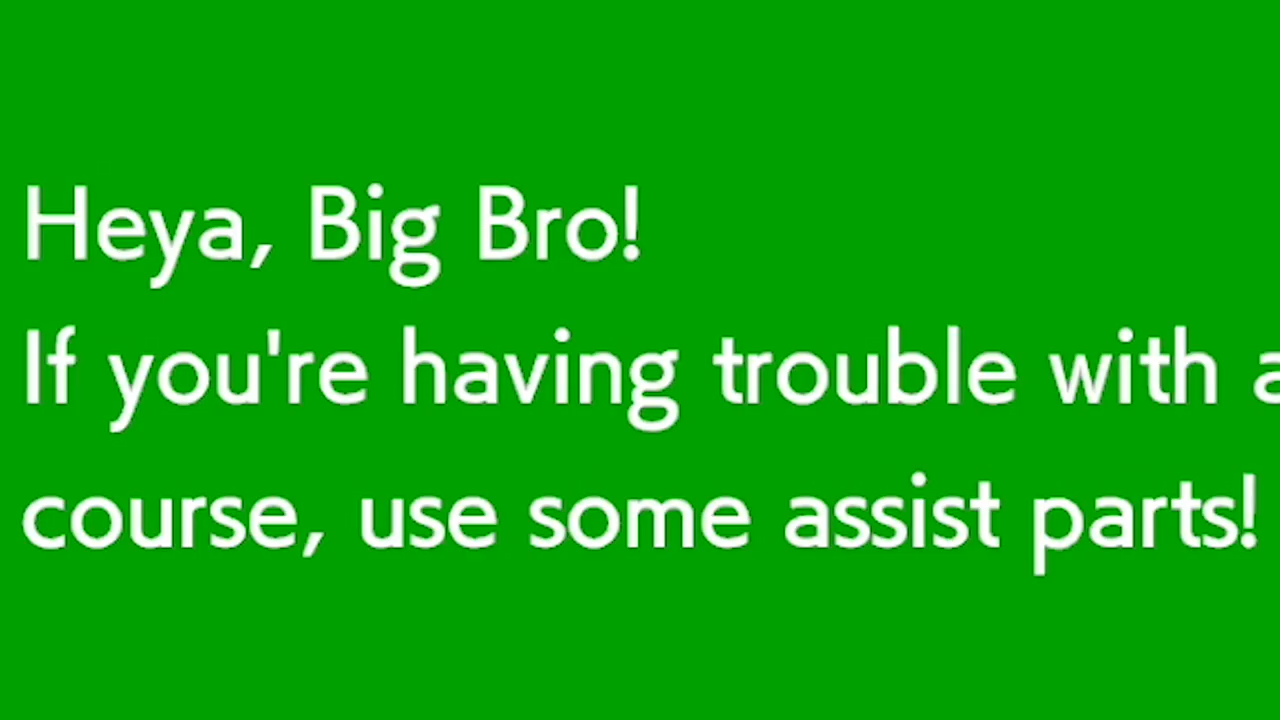 Heya, Big Bro!
If you're having trouble with a
course, use some assist parts!